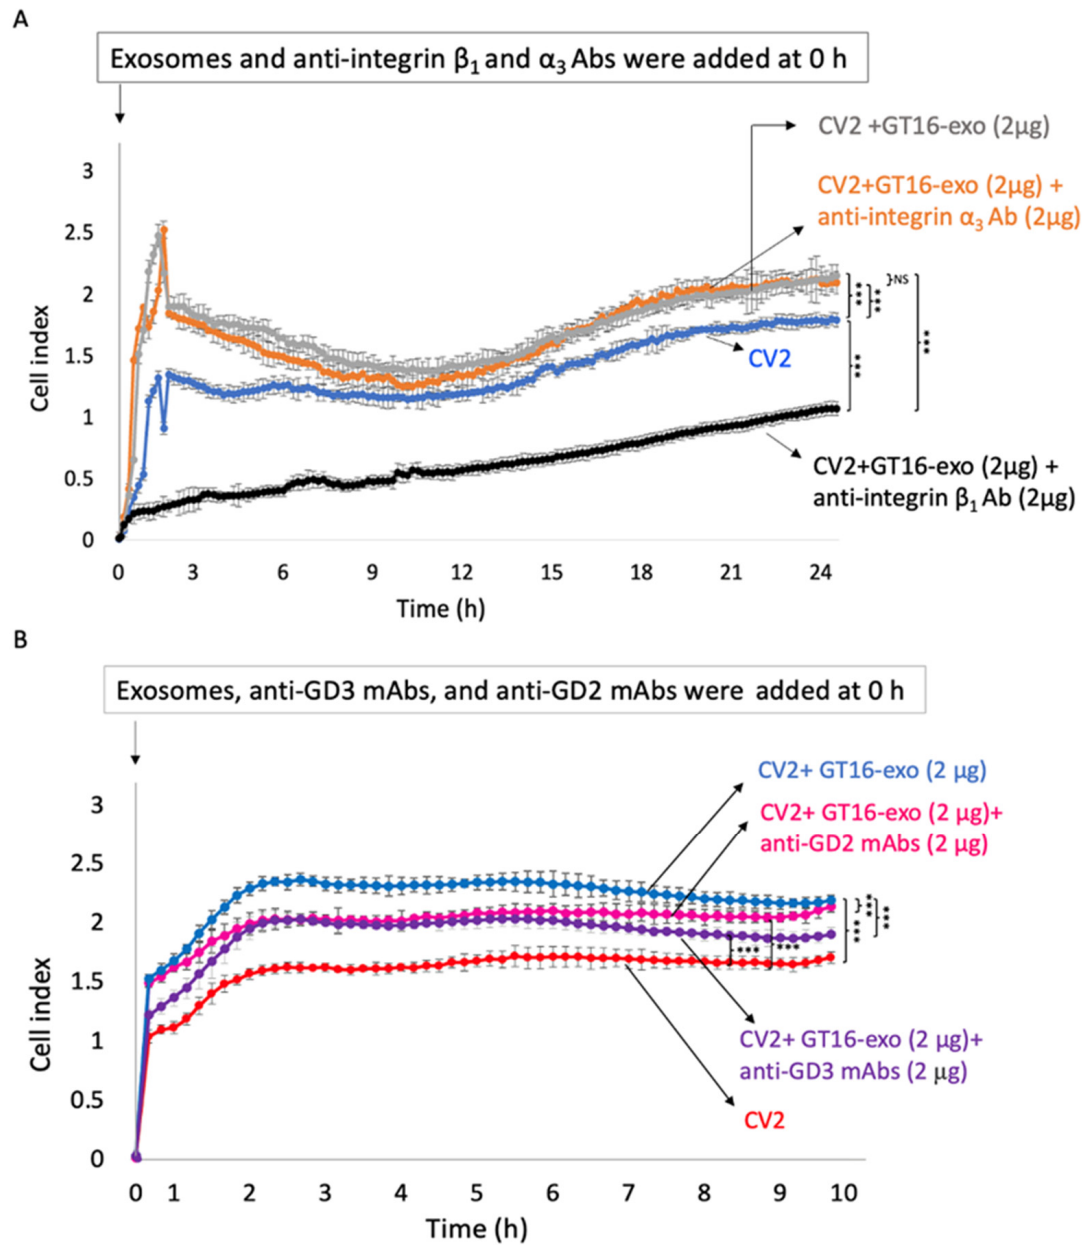 A
Exosomes and anti-integrin β₁ and α₃ Abs were added at 0 h
CV2 +GT16-exo (2μg)
CV2+GT16-exo (2μg) +
anti-integrin α₃ Ab (2μg)
3
2.5
2
1.5
1
0.5
0
Cell index
NS
***
***
***
***
CV2
CV2+GT16-exo (2μg) +
anti-integrin β₁ Ab (2μg)
0 3 6 9 12 15 18 21 24
Time (h)
B
Exosomes, anti-GD3 mAbs, and anti-GD2 mAbs were added at 0 h
CV2+ GT16-exo (2 μg)
CV2+ GT16-exo (2 μg)+
anti-GD2 mAbs (2 μg)
3
2.5
2
1.5
1
0.5
0
Cell index
***
***
***
***
***
CV2+ GT16-exo (2 μg)+
anti-GD3 mAbs (2 μg)
CV2
0 1 2 3 4 5 6 7 8 9 10
Time (h)